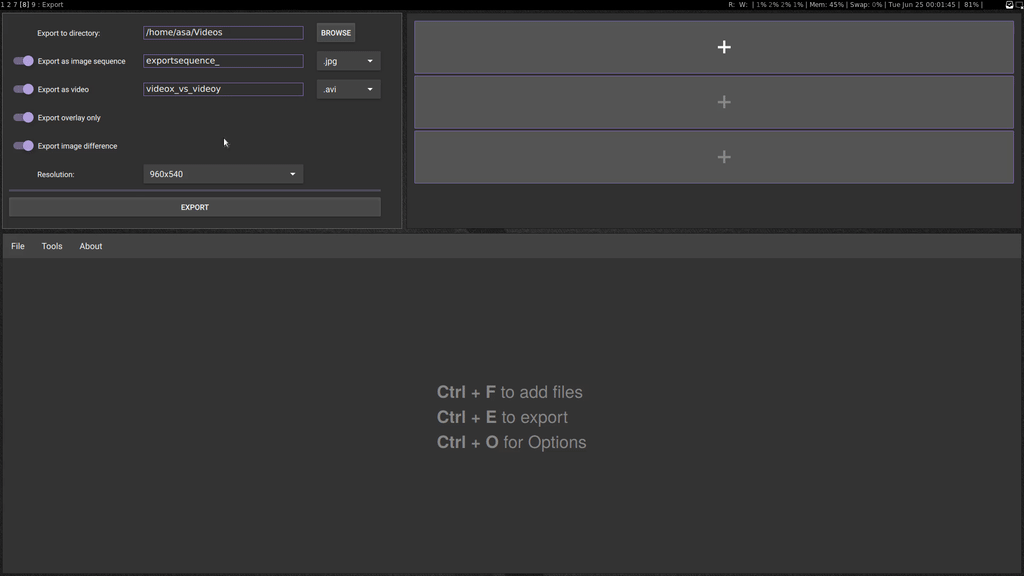 1 2 7 [8] 9 : Export
R: W: | 1% 2% 2% 1% | Mem: 45% | Swap: 0% | Tue Jun 25 00:01:45 | 81% |
Export to directory: /home/asa/Videos BROWSE
Export as image sequence exportsequence_ .jpg
Export as video videox_vs_videoy .avi
Export overlay only
Export image difference
Resolution: 960x540
EXPORT
+
+
+
File Tools About
Ctrl + F to add files
Ctrl + E to export
Ctrl + O for Options